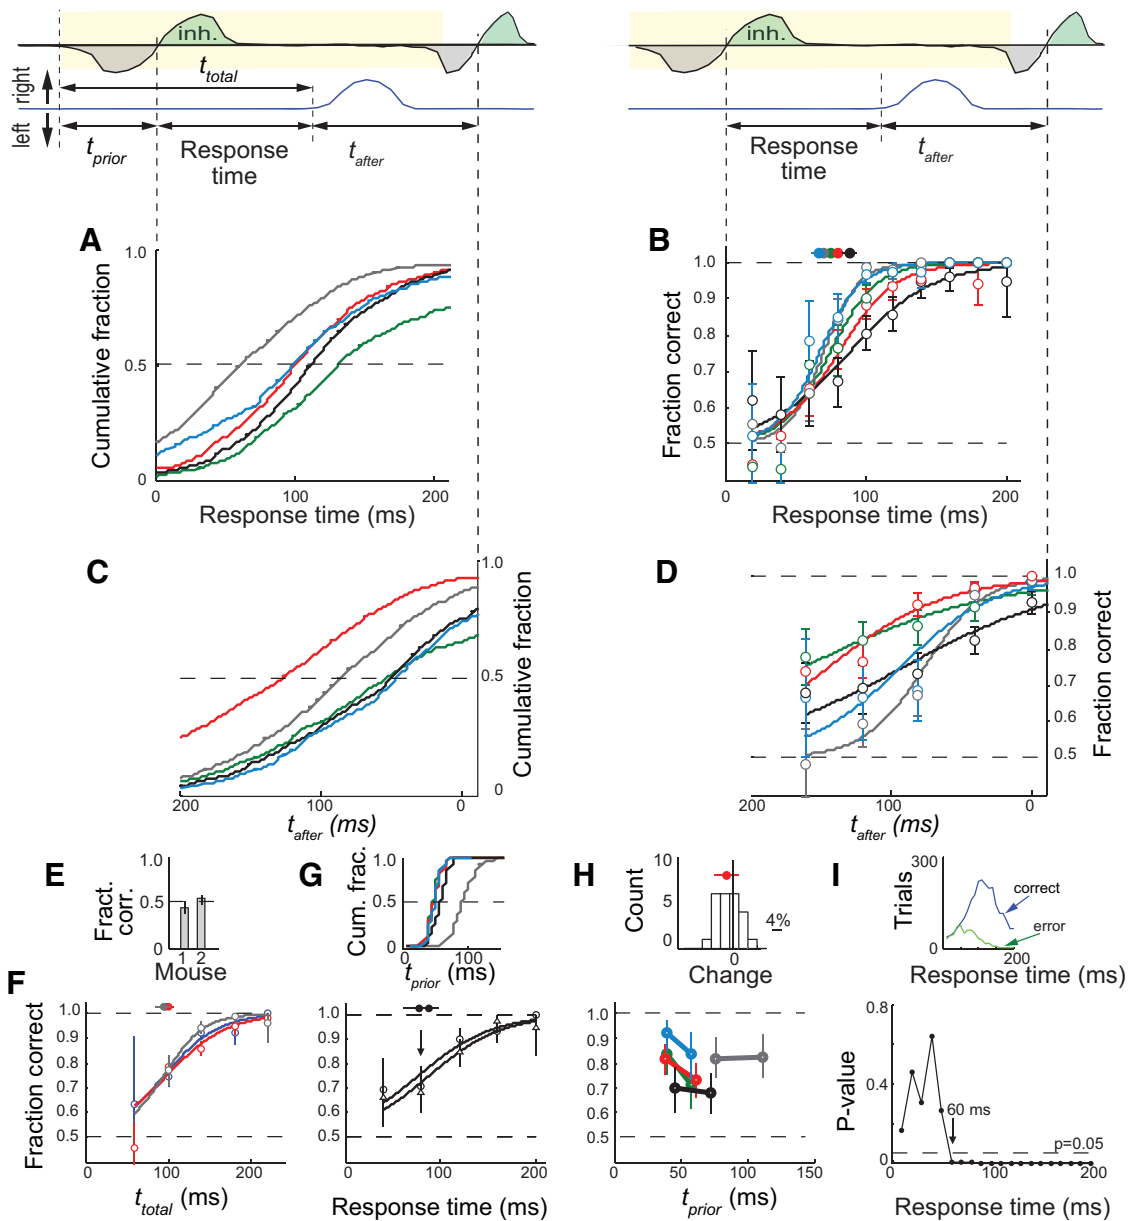 inh.
t total
right
left
t prior
Response time
t after
inh.
Response time
t after
A
1.0
0.5
0
Cumulative fraction
0 100 200
Response time (ms)
B
1.0
0.9
0.8
0.7
0.6
0.5
Fraction correct
0 100 200
Response time (ms)
C
1.0
0.5
0
Cumulative fraction
200 100 0
t after (ms)
D
1.0
0.9
0.8
0.7
0.6
0.5
Fraction correct
200 100 0
t after (ms)
E
1.0
0.5
0
Fract. corr.
1 2
Mouse
G
1.0
0.5
0
Cum. frac.
0 100
t prior (ms)
H
10
5
0
Count
4%
0
Change
I
300
0
Trials
correct
error
200
Response time (ms)
F
1.0
0.9
0.8
0.7
0.6
0.5
Fraction correct
0 100 200
t total (ms)
1.0
0.9
0.8
0.7
0.6
0.5
0 100 200
Response time (ms)
1.0
0.9
0.8
0.7
0.6
0.5
0 50 100 150
t prior (ms)
0.8
0.4
0
P-value
60 ms
p=0.05
0 100 200
Response time (ms)